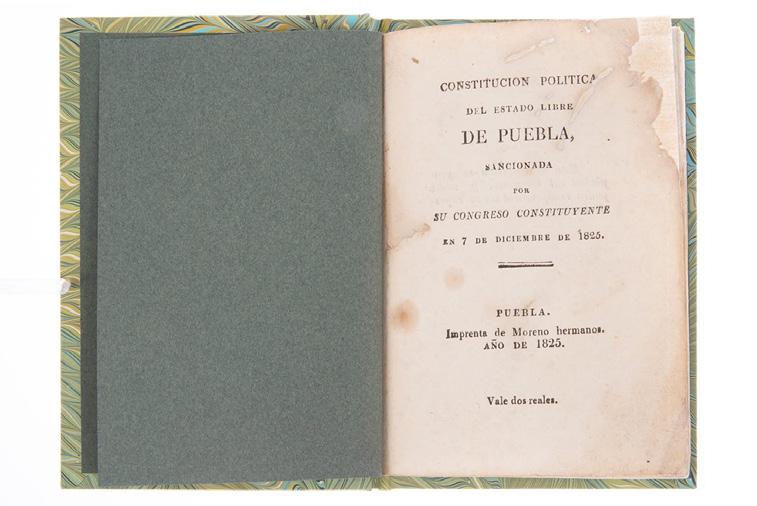 CONSTITUCION POLITICA
DEL ESTADO LIBRE
DE PUEBLA,
SANCIONADA
POR
SU CONGRESO CONSTITUYENTE
EN 7 DE DICIEMBRE DE 1825.
PUEBLA.
Imprenta de Moreno hermanos.
AÑO DE 1825.
Vale dos reales.